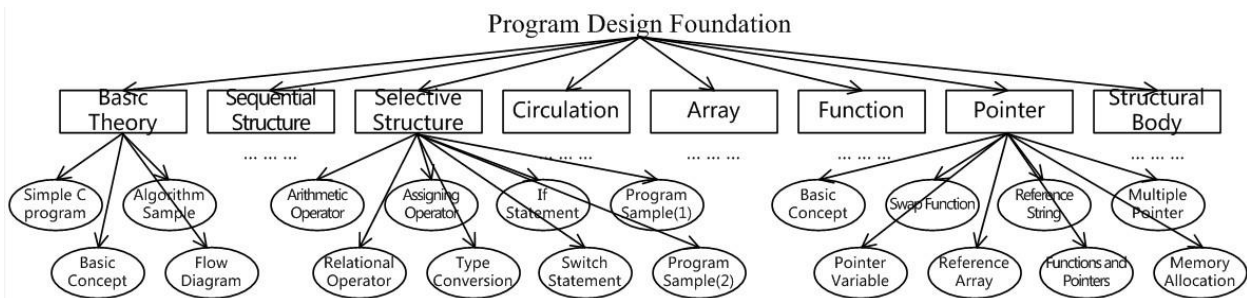 Program Design Foundation
Basic
Theory
Sequential
Structure
Selective
Structure
Circulation
Array
Function
Pointer
Structural
Body
... ... ...
... ... ...
... ... ...
... ... ...
... ... ...
Simple C
program
Algorithm
Sample
Arithmetic
Operator
Assigning
Operator
If
Statement
Program
Sample(1)
Basic
Concept
Swap Function
Reference
String
Multiple
Pointer
Basic
Concept
Flow
Diagram
Relational
Operator
Type
Conversion
Switch
Statement
Program
Sample(2)
Pointer
Variable
Reference
Array
Functions and
Pointers
Memory
Allocation